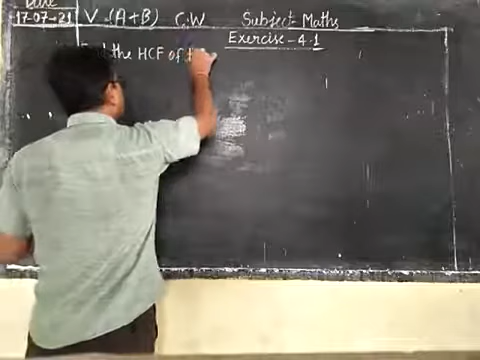 Date
17-07-21 V (A+B) C.W Subject Maths
Exercise - 4.1
the HCF of